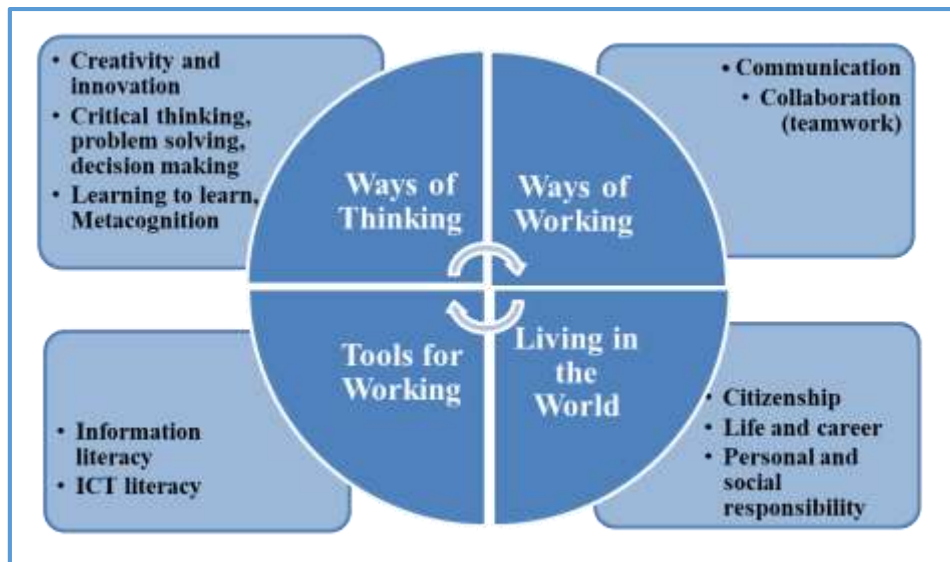 • Creativity and
innovation
• Critical thinking,
problem solving,
decision making
• Learning to learn,
Metacognition
Ways of
Thinking
Ways of
Working
• Communication
• Collaboration
(teamwork)
Tools for
Working
Living in
the
World
• Information
literacy
• ICT literacy
• Citizenship
• Life and career
• Personal and
social
responsibility